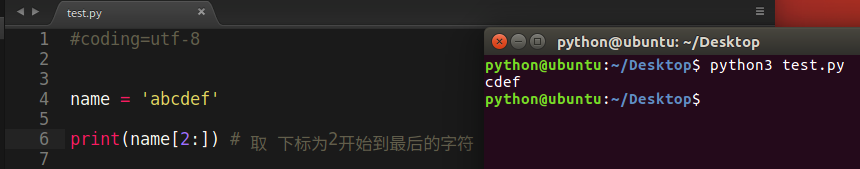 test.py
1 #coding=utf-8
2
3
4 name = 'abcdef'
5
6 print(name[2:]) # 取 下标为2开始到最后的字符
7
python@ubuntu: ~/Desktop
python@ubuntu:~/Desktop$ python3 test.py
cdef
python@ubuntu:~/Desktop$